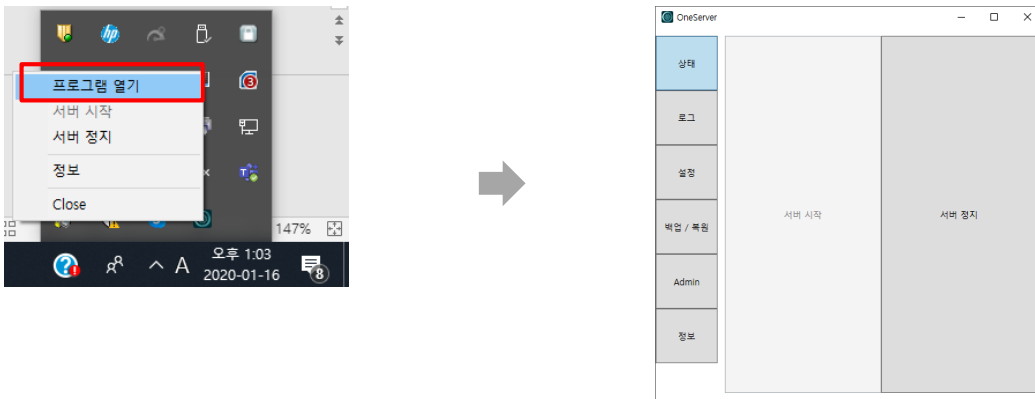 프로그램 열기
서버 시작
서버 정지
정보
Close
3
147%
A
오후 1:03
2020-01-16
8
OneServer
상태
로그
설정
백업 / 복원
Admin
정보
서버 시작
서버 정지